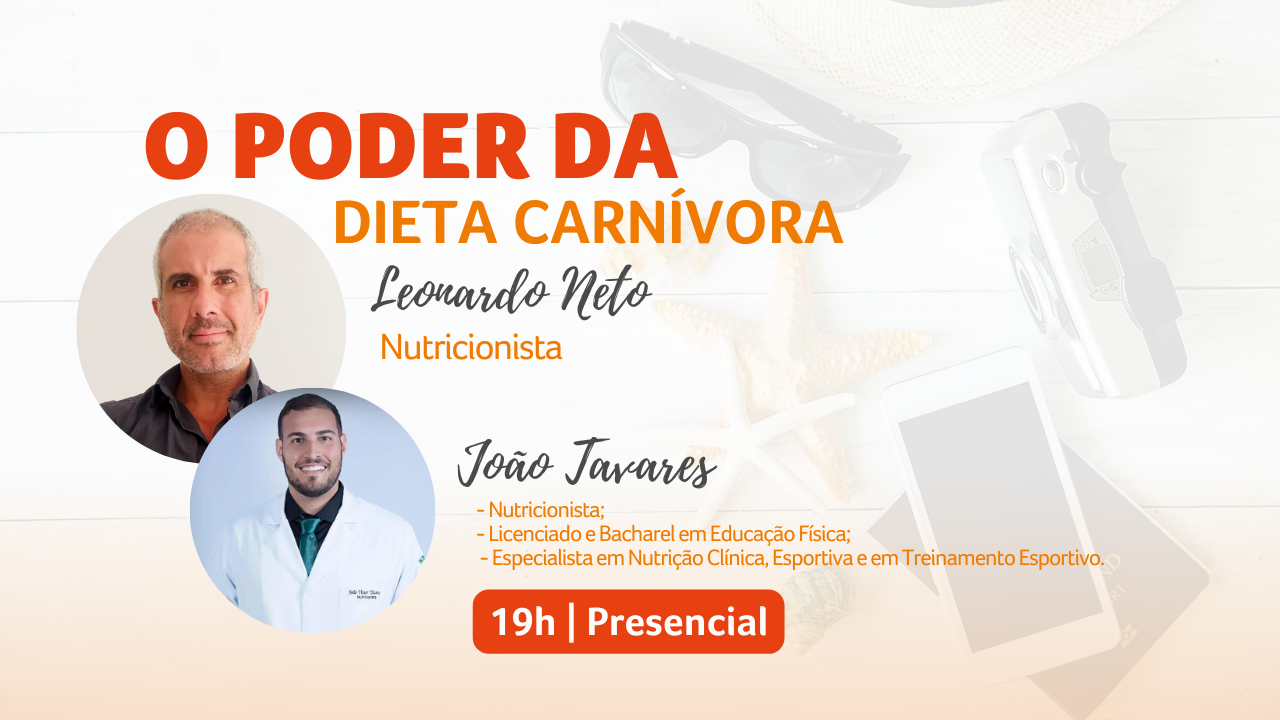 O PODER DA
DIETA CARNÍVORA
Leonardo Neto
Nutricionista
João Tavares
- Nutricionista;
- Licenciado e Bacharel em Educação Física;
- Especialista em Nutrição Clínica, Esportiva e em Treinamento Esportivo.
19h | Presencial